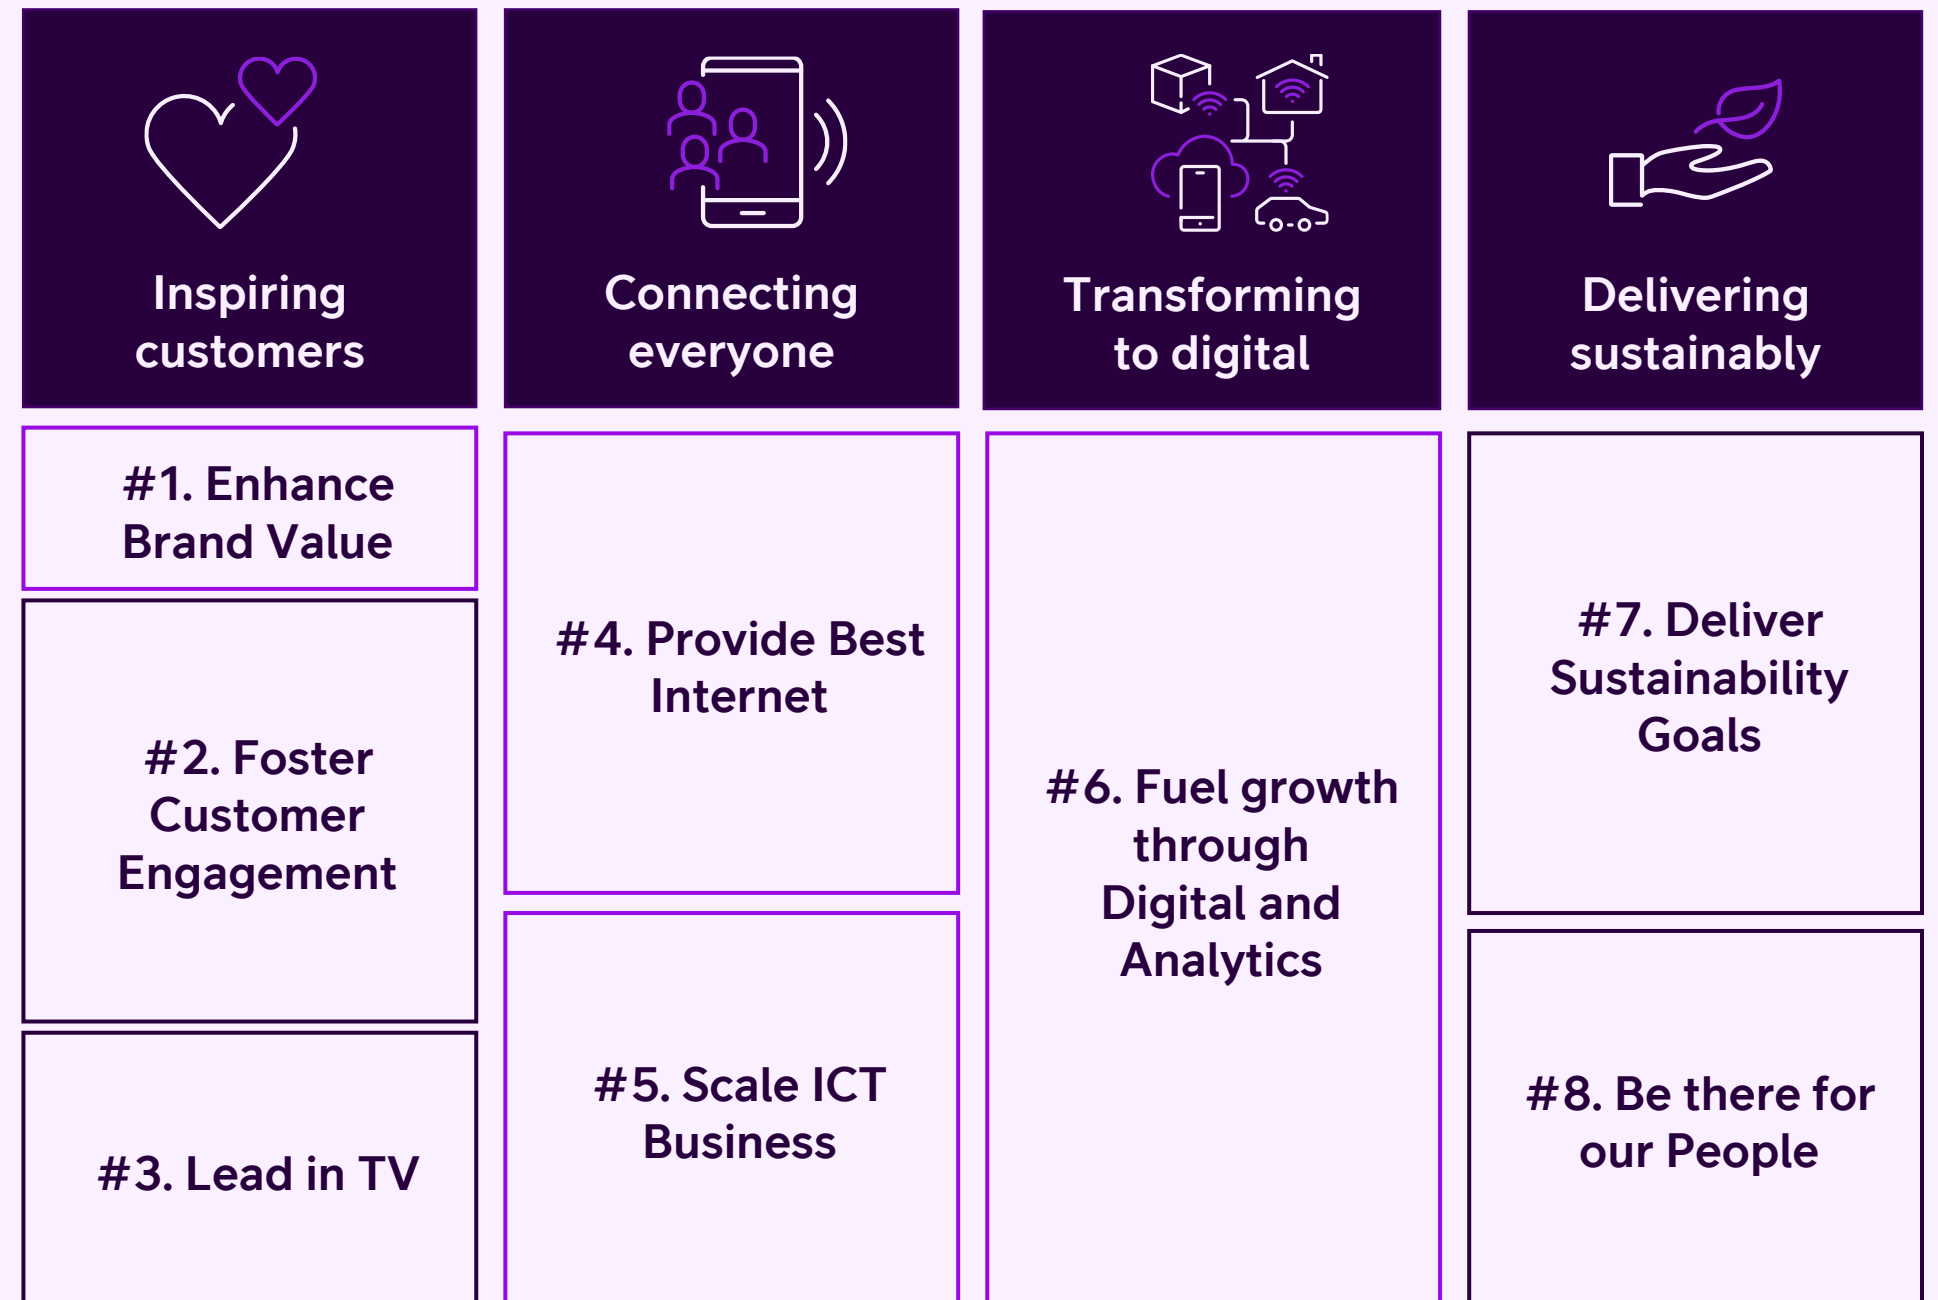 Inspiring
customers
Connecting
everyone
Transforming
to digital
Delivering
sustainably
#1. Enhance
Brand Value
#2. Foster
Customer
Engagement
#3. Lead in TV
#4. Provide Best
Internet
#5. Scale ICT
Business
#6. Fuel growth
through
Digital and
Analytics
#7. Deliver
Sustainability
Goals
#8. Be there for
our People